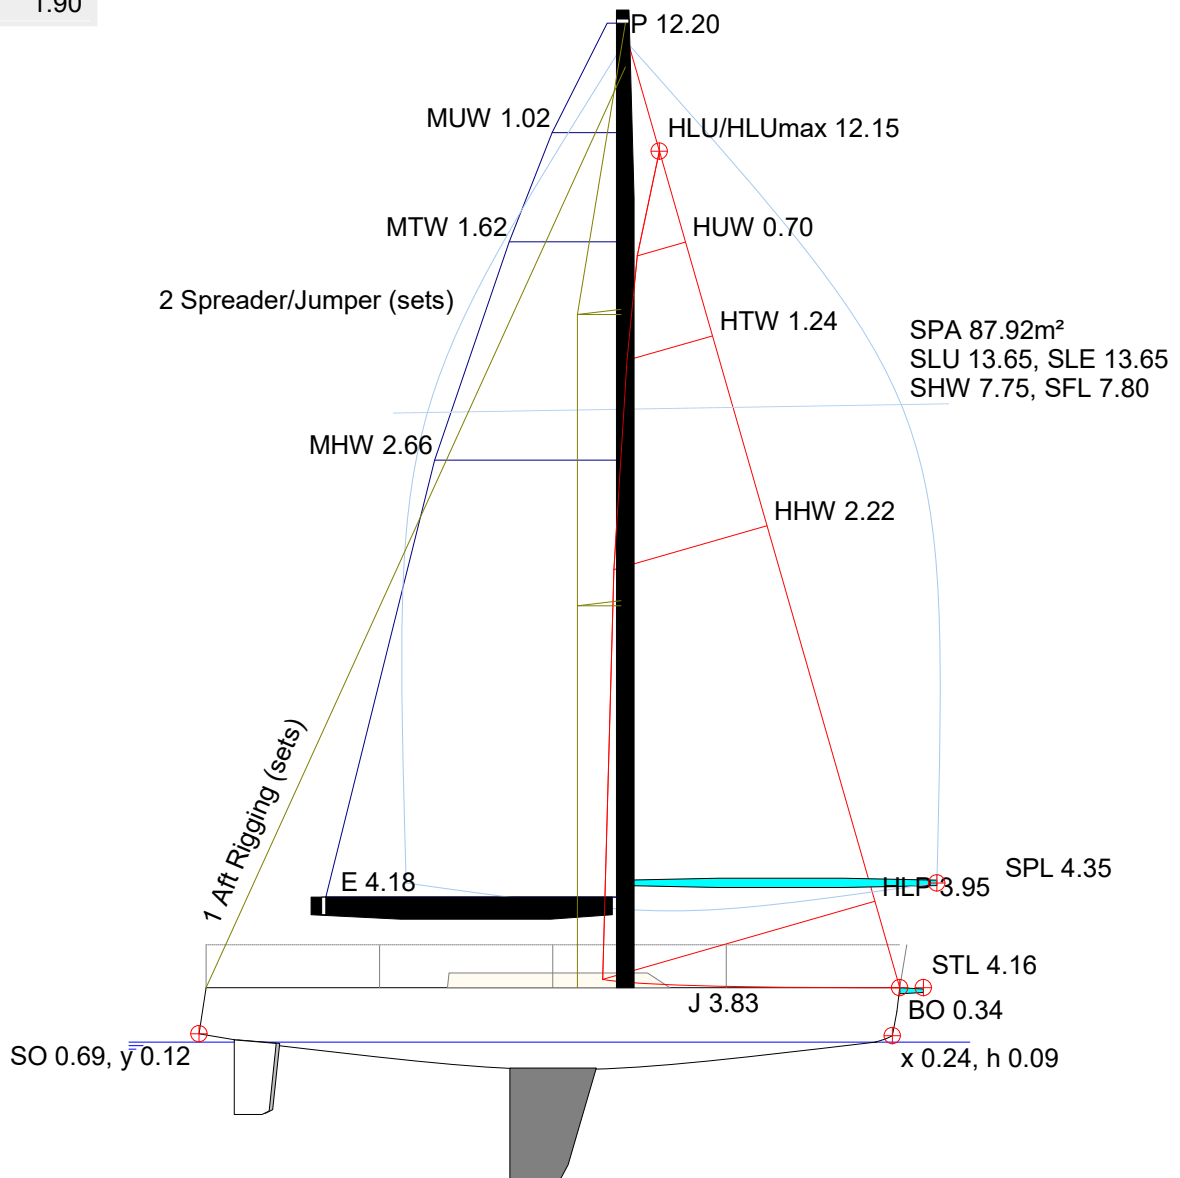 1.90
P 12.20
MUW 1.02
HLU/HLUmax 12.15
MTW 1.62
HUW 0.70
2 Spreader/Jumper (sets)
HTW 1.24
SPA 87.92m²
SLU 13.65, SLE 13.65
SHW 7.75, SFL 7.80
MHW 2.66
HHW 2.22
1 Aft Rigging (sets)
E 4.18
SPL 4.35
HLP 3.95
STL 4.16
J 3.83
BO 0.34
SO 0.69, y 0.12
x 0.24, h 0.09